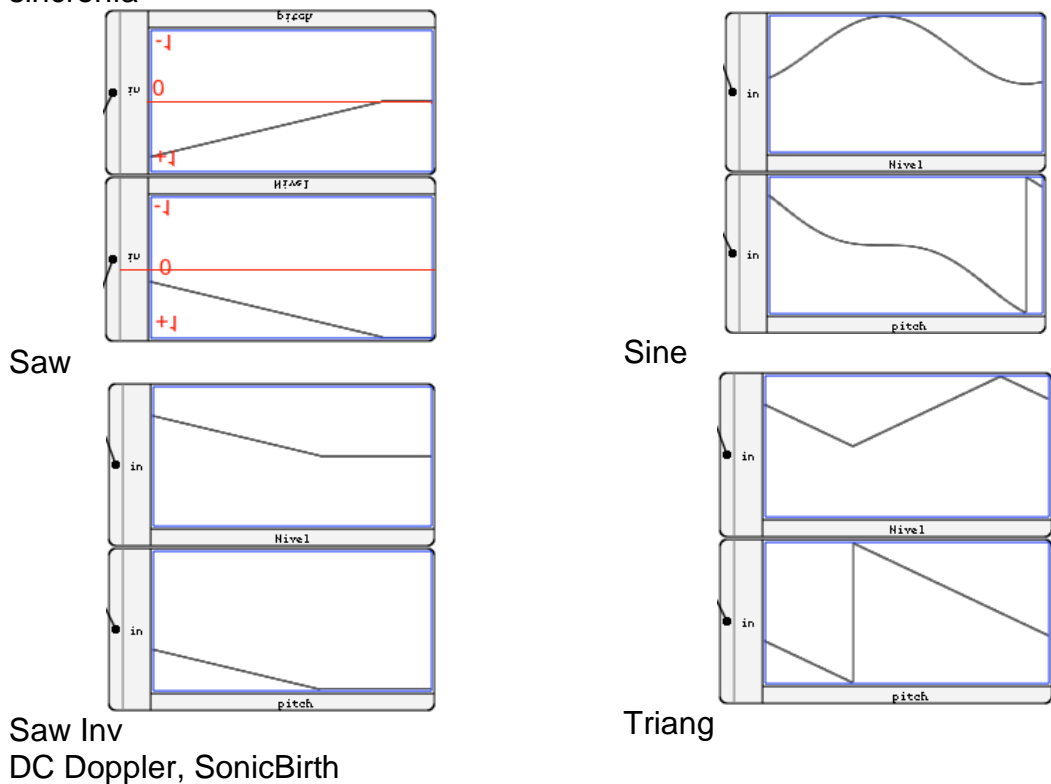 sincronía
pitch
-1
0
in
+1
Nivel
-1
in
0
+1
Saw
in
Nivel
in
pitch
Sine
in
Nivel
in
pitch
Saw Inv
in
Nivel
in
pitch
Triang
DC Doppler, SonicBirth